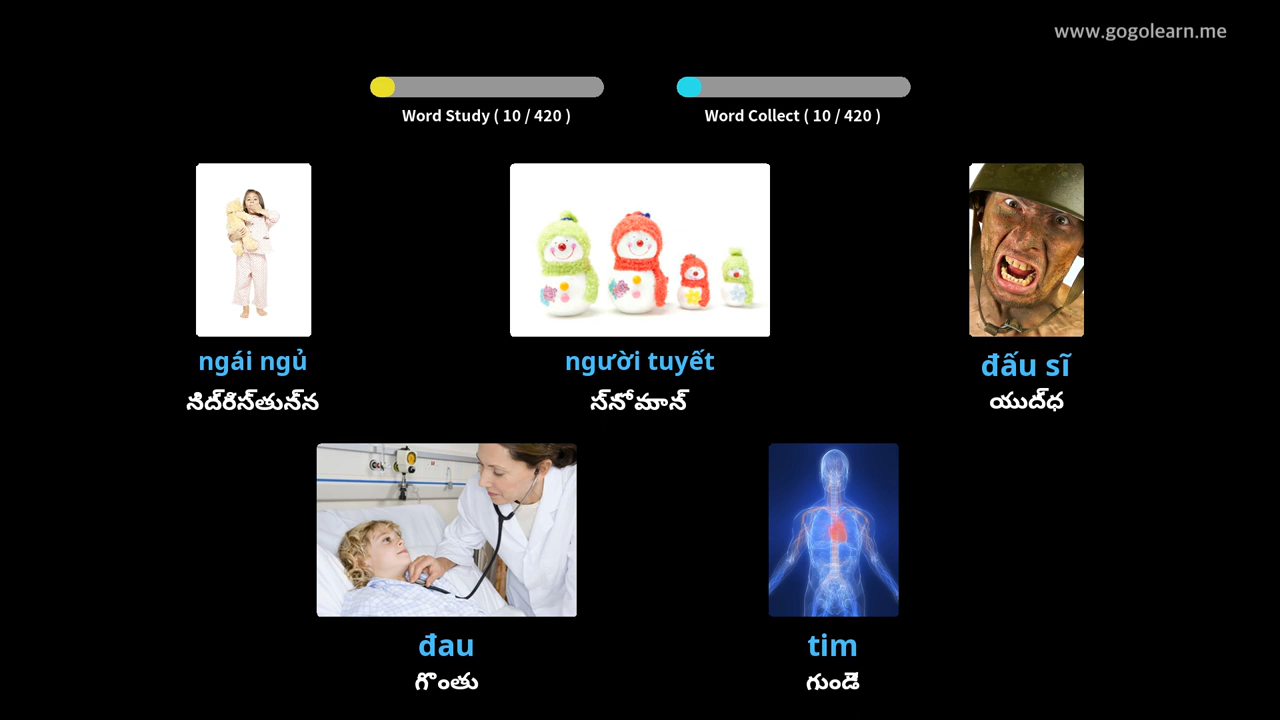 www.gogolearn.me
Word Study ( 10 / 420 )
Word Collect ( 10 / 420 )
ngái ngủ
నిద్రిస్తున్న
người tuyết
స్నోమాన్
đấu sĩ
యుద్ధ
đau
గొంతు
tim
గుండె